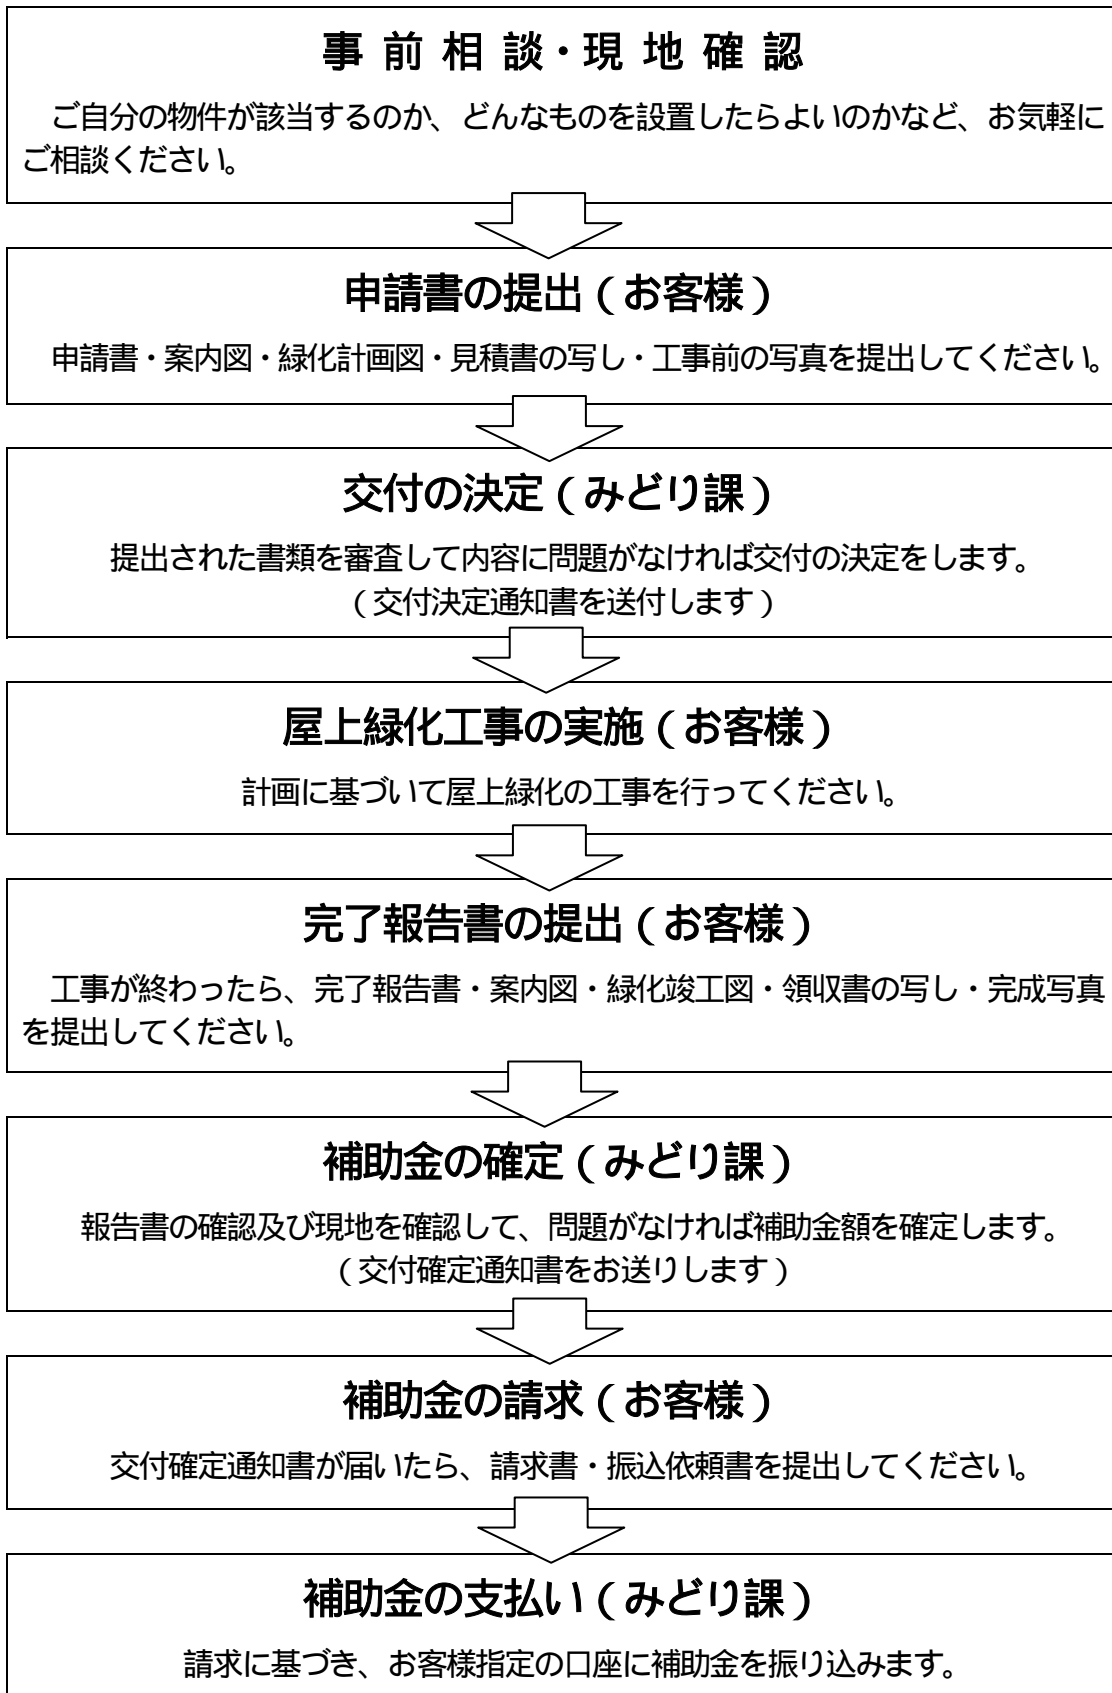 事 前 相 談・現 地 確 認
ご自分の物件が該当するのか、どんなものを設置したらよいのかなど、お気軽に
ご相談ください。
申請書の提出（お客様）
申請書・案内図・緑化計画図・見積書の写し・工事前の写真を提出してください。
交付の決定（みどり課）
提出された書類を審査して内容に問題がなければ交付の決定をします。
（交付決定通知書を送付します）
屋上緑化工事の実施（お客様）
計画に基づいて屋上緑化の工事を行ってください。
完了報告書の提出（お客様）
工事が終わったら、完了報告書・案内図・緑化竣工図・領収書の写し・完成写真
を提出してください。
補助金の確定（みどり課）
報告書の確認及び現地を確認して、問題がなければ補助金額を確定します。
（交付確定通知書をお送りします）
補助金の請求（お客様）
交付確定通知書が届いたら、請求書・振込依頼書を提出してください。
補助金の支払い（みどり課）
請求に基づき、お客様指定の口座に補助金を振り込みます。